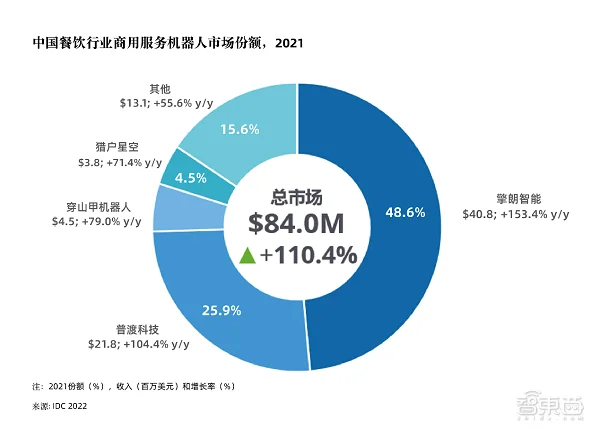 中国餐饮行业商用服务机器人市场份额，2021
其他
$13.1; +55.6% y/y
猎户星空
$3.8; +71.4% y/y
穿山甲机器人
$4.5; +79.0% y/y
普渡科技
$21.8; +104.4% y/y
擎朗智能
$40.8; +153.4% y/y
15.6%
4.5%
25.9%
48.6%
总市场
$84.0M
▲+110.4%
注：2021份额（%），收入（百万美元）和增长率（%）
来源: IDC 2022
智东西
zhidx.com